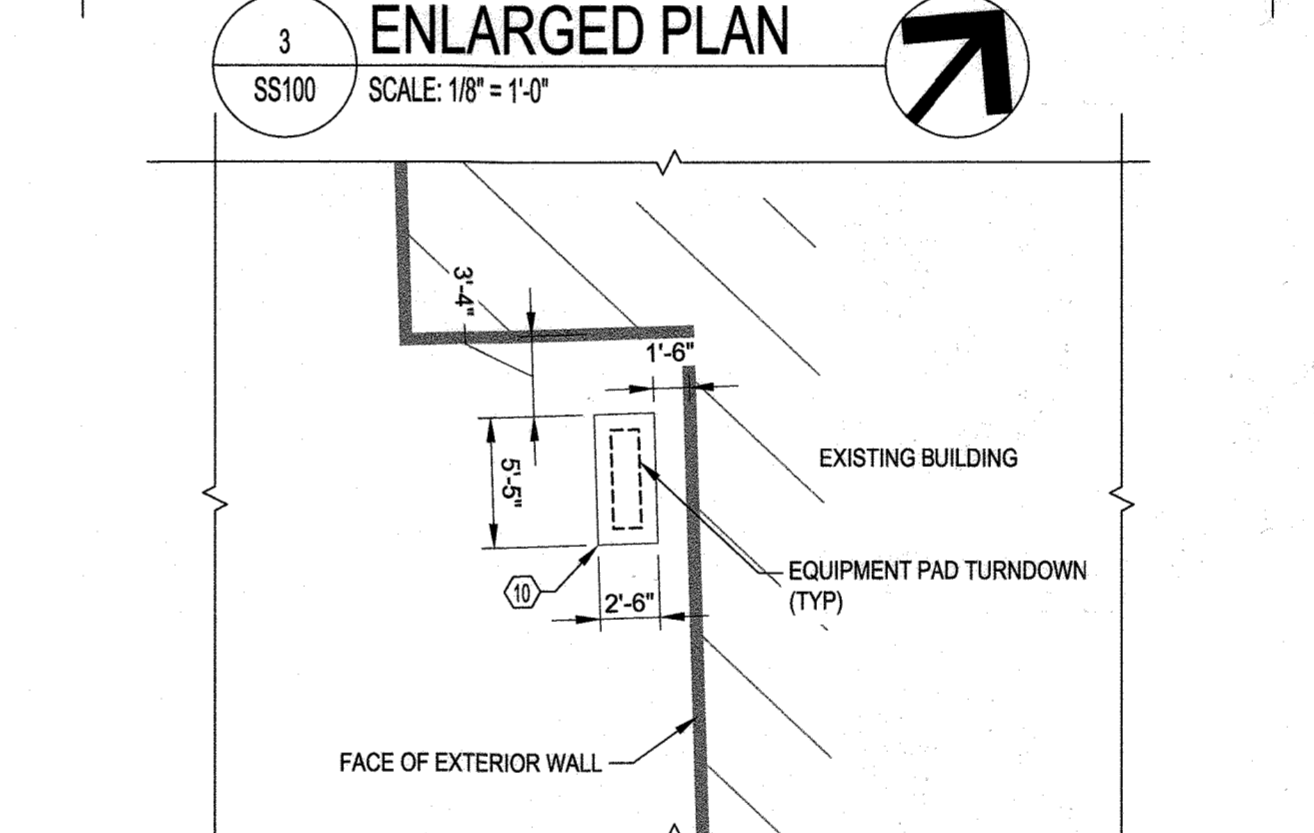 3
ENLARGED PLAN
SS100
SCALE: 1/8" = 1'-0"
3'-4"
1'-6"
EXISTING BUILDING
5'-5"
EQUIPMENT PAD TURNDOWN
(TYP)
10
2'-6"
FACE OF EXTERIOR WALL